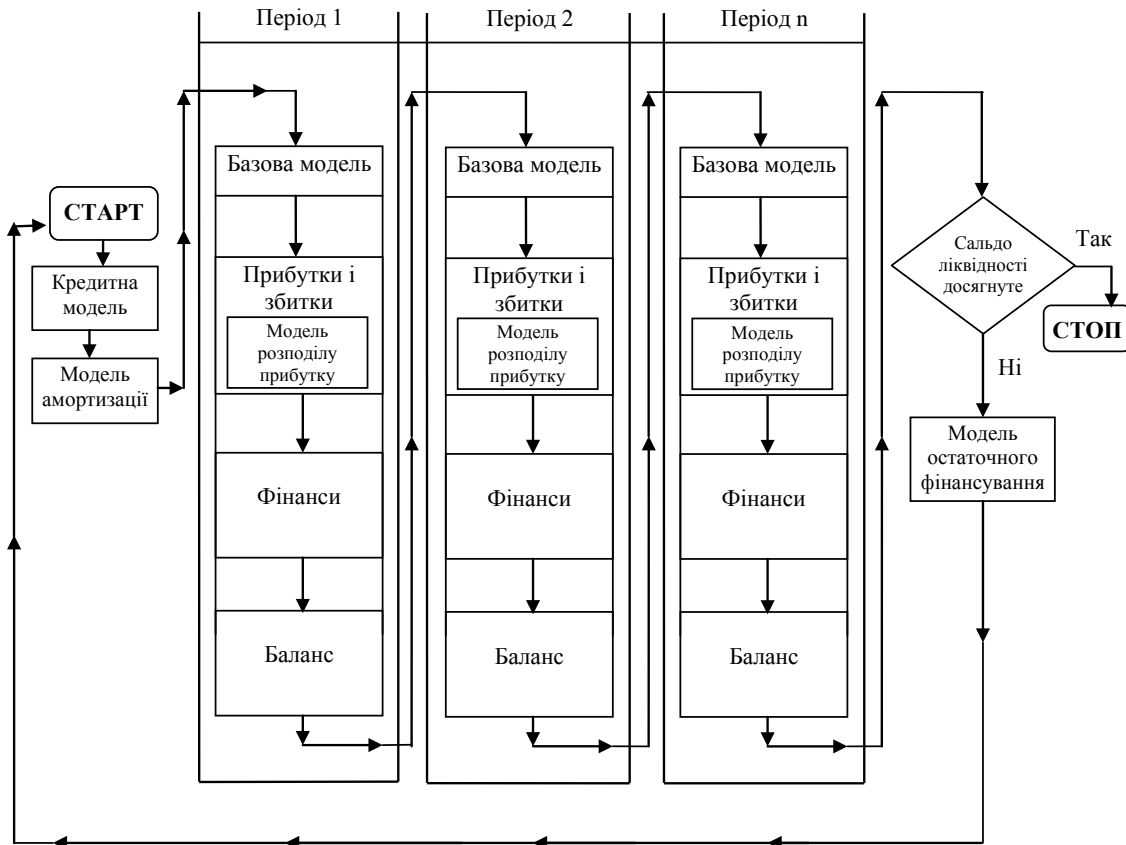 Період 1
Період 2
Період n
СТАРТ
Кредитна
модель
Модель
амортизації
Базова модель
Прибутки і
збитки
Модель
розподілу
прибутку
Фінанси
Баланс
Базова модель
Прибутки і
збитки
Модель
розподілу
прибутку
Фінанси
Баланс
Базова модель
Прибутки і
збитки
Модель
розподілу
прибутку
Фінанси
Баланс
Сальдо
ліквідності
досягнуте
Так
СТОП
Ні
Модель
остаточного
фінансування